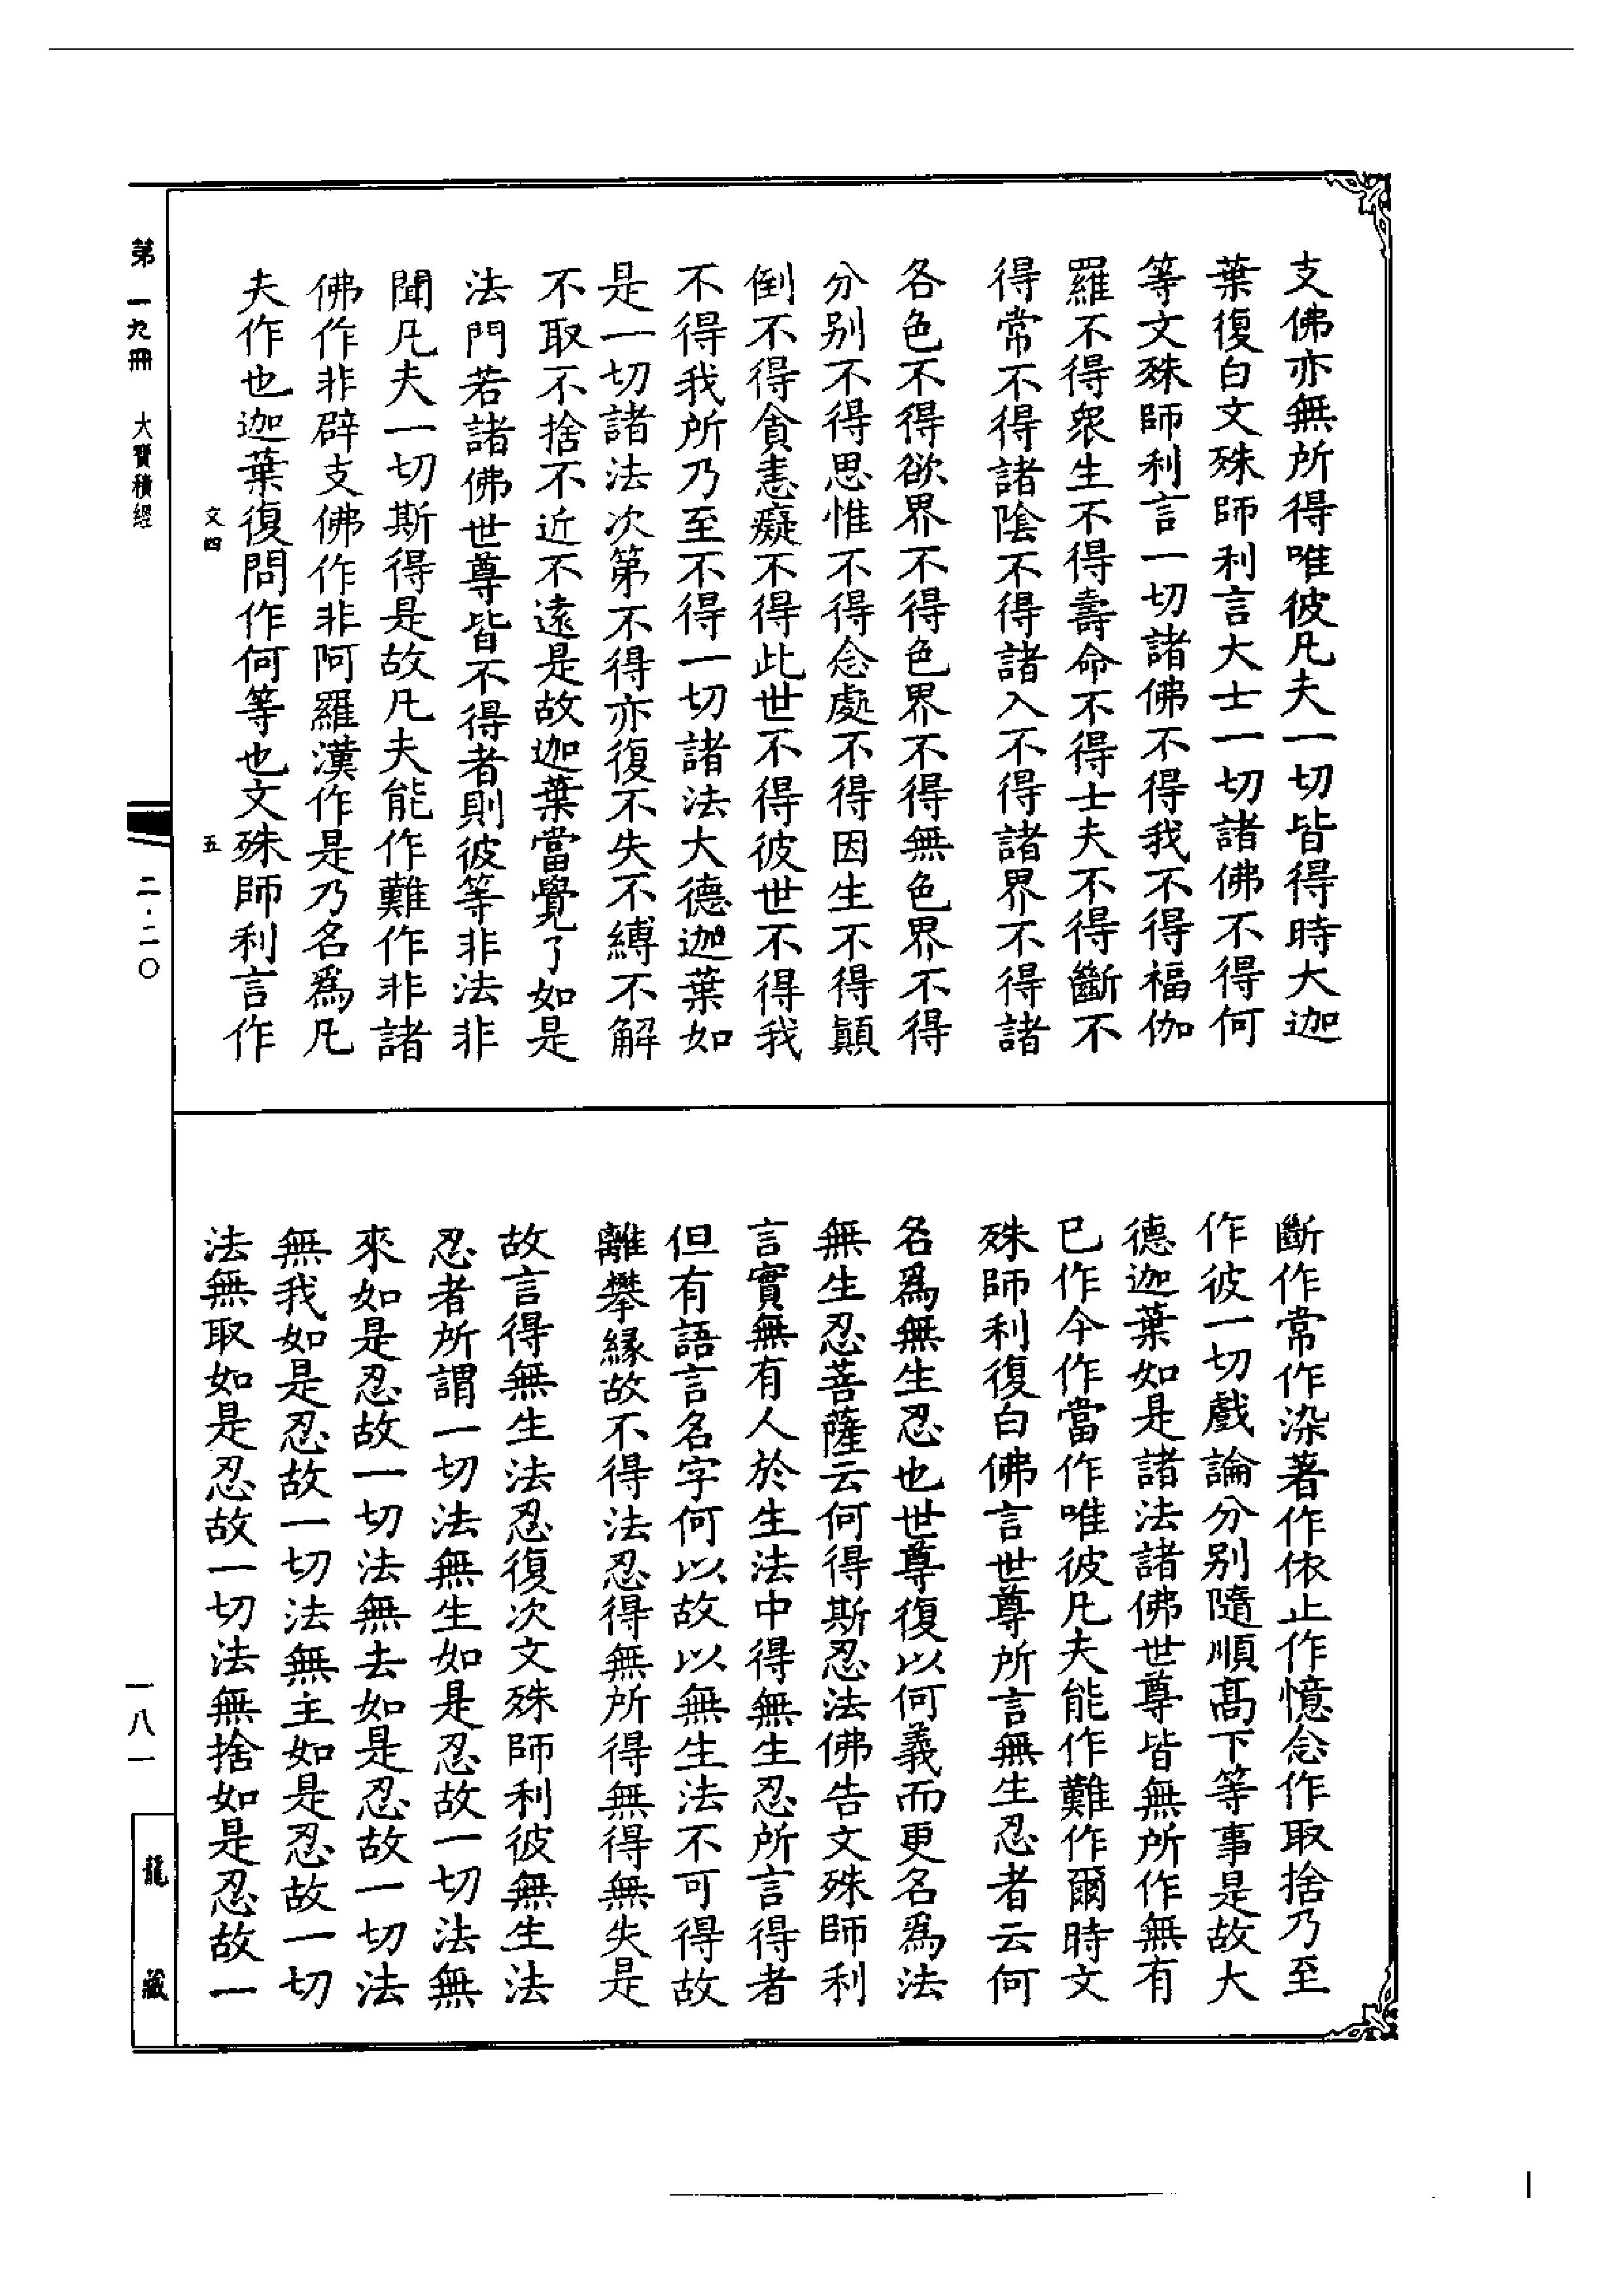 支佛亦無所得唯彼凡夫一切皆得時大迦
葉復白文殊師利言大士一切諸佛不得何
等文殊師利言一切諸佛不得我不得福伽
羅不得衆生不得壽命不得士夫不得斷不
得常不得諸陰不得諸入不得諸界不得諸
各色不得欲界不得色界不得無色界不得
分别不得思惟不得念處不得因生不得顛
倒不得貪恚癡不得此世不得彼世不得我
不得我所乃至不得一切諸法大德迦葉如
是一切諸法次第不得亦復不失不縛不解
不取不捨不近不遠是故迦葉當覺了如是
法門若諸佛世尊皆不得者則彼等非法非
聞凡夫一切斯得是故凡夫能作難作非諸
佛作非辟支佛作非阿羅漢作是乃名爲凡
夫作也迦葉復問作何等也文殊師利言作
文四 五
斷作常作染著作依止作憶念作取捨乃至
作彼一切戲論分别隨順高下等事是故大
德迦葉如是諸法諸佛世尊皆無所作無有
已作今作當作唯彼凡夫能作難作爾時文
殊師利復白佛言世尊所言無生忍者云何
名爲無生忍也世尊復以何義而更名爲法
無生忍菩薩云何得斯忍法佛告文殊師利
言實無有人於生法中得無生忍所言得者
但有語言名字何以故以無生法不可得故
離攀緣故不得法忍得無所得無得無失是
故言得無生法忍復次文殊師利彼無生法
忍者所謂一切法無生如是忍故一切法無
來如是忍故一切法無去如是忍故一切法
無我如是忍故一切法無主如是忍故一切
法無取如是忍故一切法無捨如是忍故一
第一九冊 大寶積經
二·二〇
一八一
龍藏